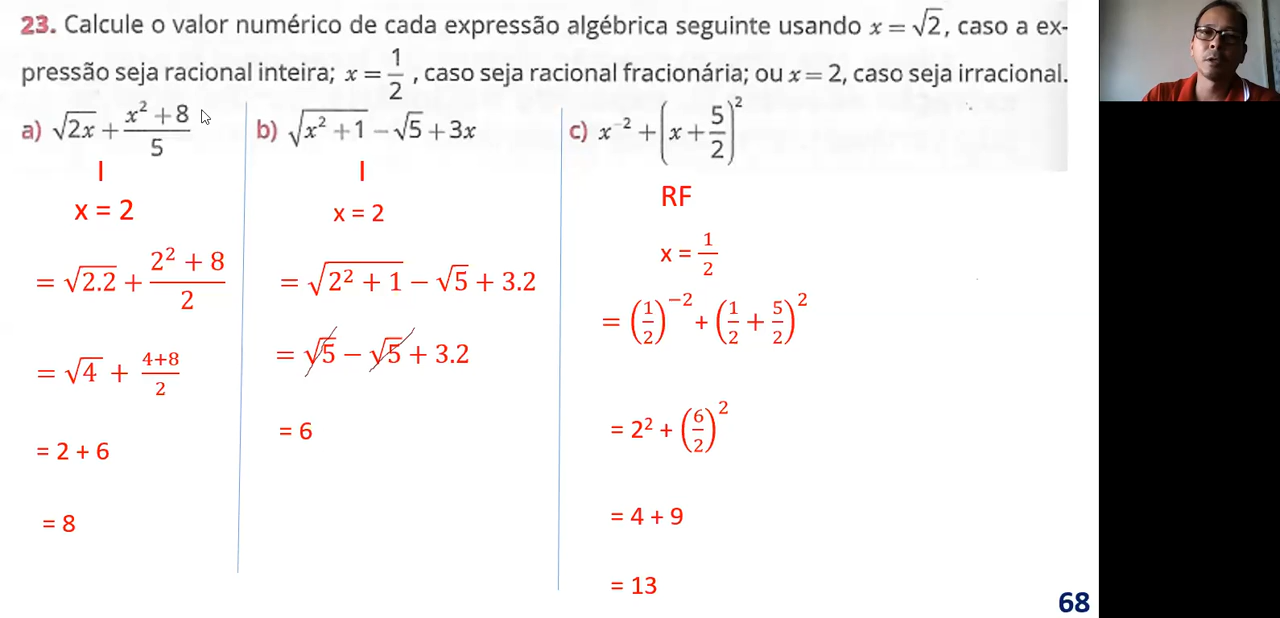 23. Calcule o valor numérico de cada expressão algébrica seguinte usando x = √2, caso a ex-
pressão seja racional inteira; x = 1/2, caso seja racional fracionária; ou x = 2, caso seja irracional.
a) √2x + (x² + 8)/5
I
x = 2
= √2.2 + (2² + 8)/2
= √4 + (4+8)/2
= 2 + 6
= 8
b) √(x² + 1) − √5 + 3x
I
x = 2
= √(2² + 1) − √5 + 3.2
= √5 − √5 + 3.2
= 6
c) x⁻² + (x + 5/2)²
RF
x = 1/2
= (1/2)⁻² + (1/2 + 5/2)²
= 2² + (6/2)²
= 4 + 9
= 13
68